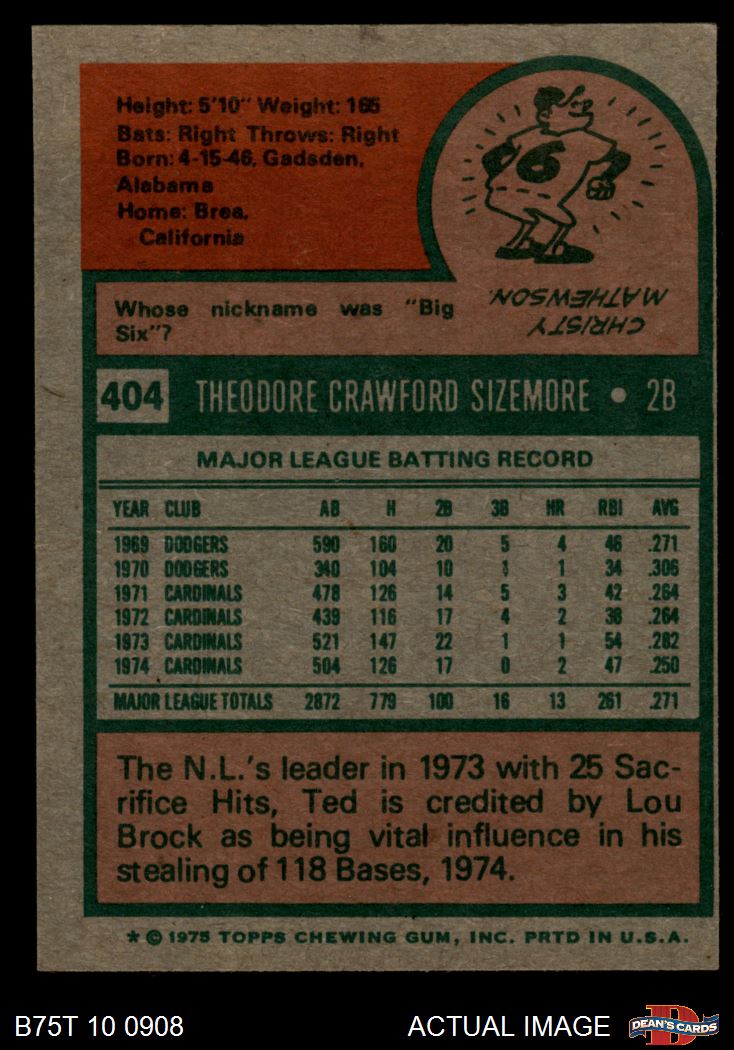 Height: 5'10" Weight: 165
Bats: Right Throws: Right
Born: 4-15-46, Gadsden,
Alabama
Home: Brea,
California
6
Whose nickname was "Big
Six"?
CHRISTY
MATHEWSON.
404 THEODORE CRAWFORD SIZEMORE • 2B
MAJOR LEAGUE BATTING RECORD
YEAR CLUB AB H 2B 3B HR RBI AVG
1969 DODGERS 590 160 20 5 4 46 .271
1970 DODGERS 340 104 10 1 1 34 .306
1971 CARDINALS 478 126 14 5 3 42 .264
1972 CARDINALS 439 116 17 4 2 38 .264
1973 CARDINALS 521 147 22 1 1 54 .282
1974 CARDINALS 504 126 17 0 2 47 .250
MAJOR LEAGUE TOTALS 2872 779 100 16 13 261 .271
The N.L.'s leader in 1973 with 25 Sac-
rifice Hits, Ted is credited by Lou
Brock as being vital influence in his
stealing of 118 Bases, 1974.
* © 1975 TOPPS CHEWING GUM, INC. PRTD IN U.S.A.
B75T 10 0908 ACTUAL IMAGE
D
DEAN'S CARDS